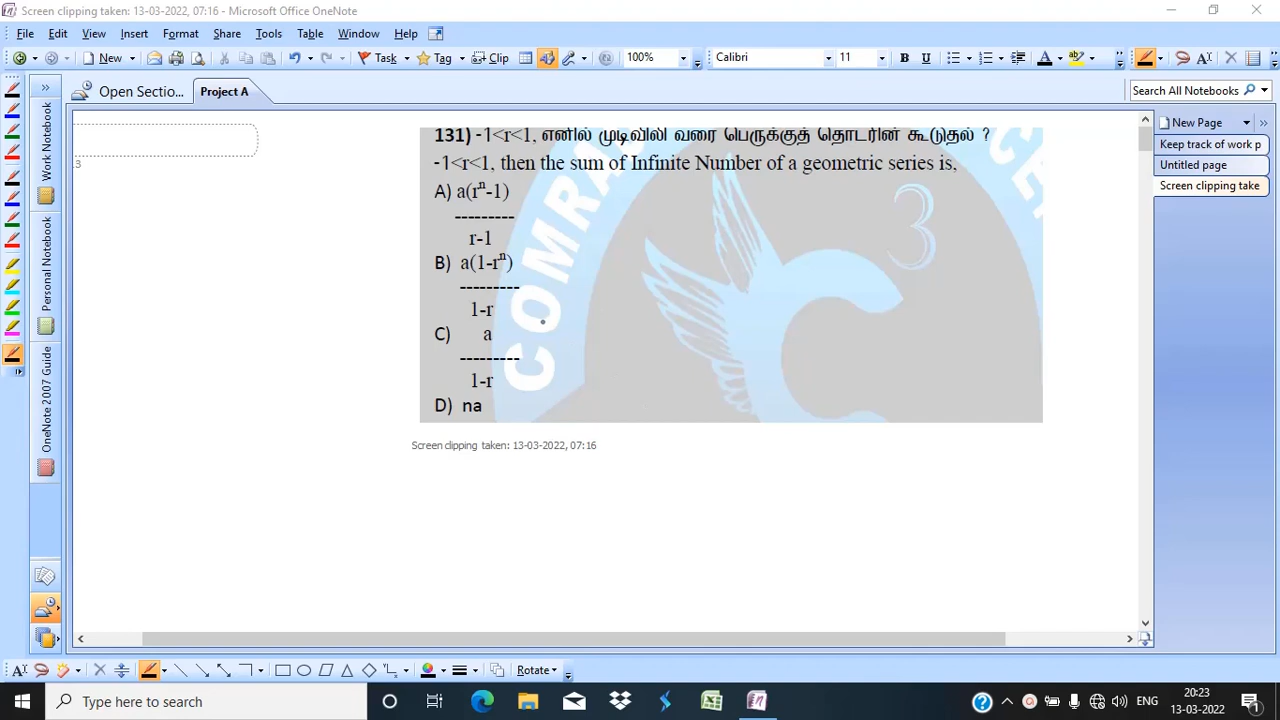 Screen clipping taken: 13-03-2022, 07:16 - Microsoft Office OneNote
File Edit View Insert Format Share Tools Table Window Help
New Task Tag Clip 100% Calibri 11 B U A ab A
Open Sectio... Project A Search All Notebooks
New Page
Keep track of work p
Untitled page
Screen clipping take
Work Notebook
Personal Notebook
OneNote 2007 Guide
3
131) -1<r<1, எனில் முடிவிலி வரை பெருக்குத் தொடரின் கூடுதல் ?
-1<r<1, then the sum of Infinite Number of a geometric series is,
A) a(rⁿ-1)
---------
r-1
B) a(1-rⁿ)
---------
1-r
C) a
---------
1-r
D) na
COMRA
3
Screen clipping taken: 13-03-2022, 07:16
Rotate
Type here to search
ENG
20:23
13-03-2022
1